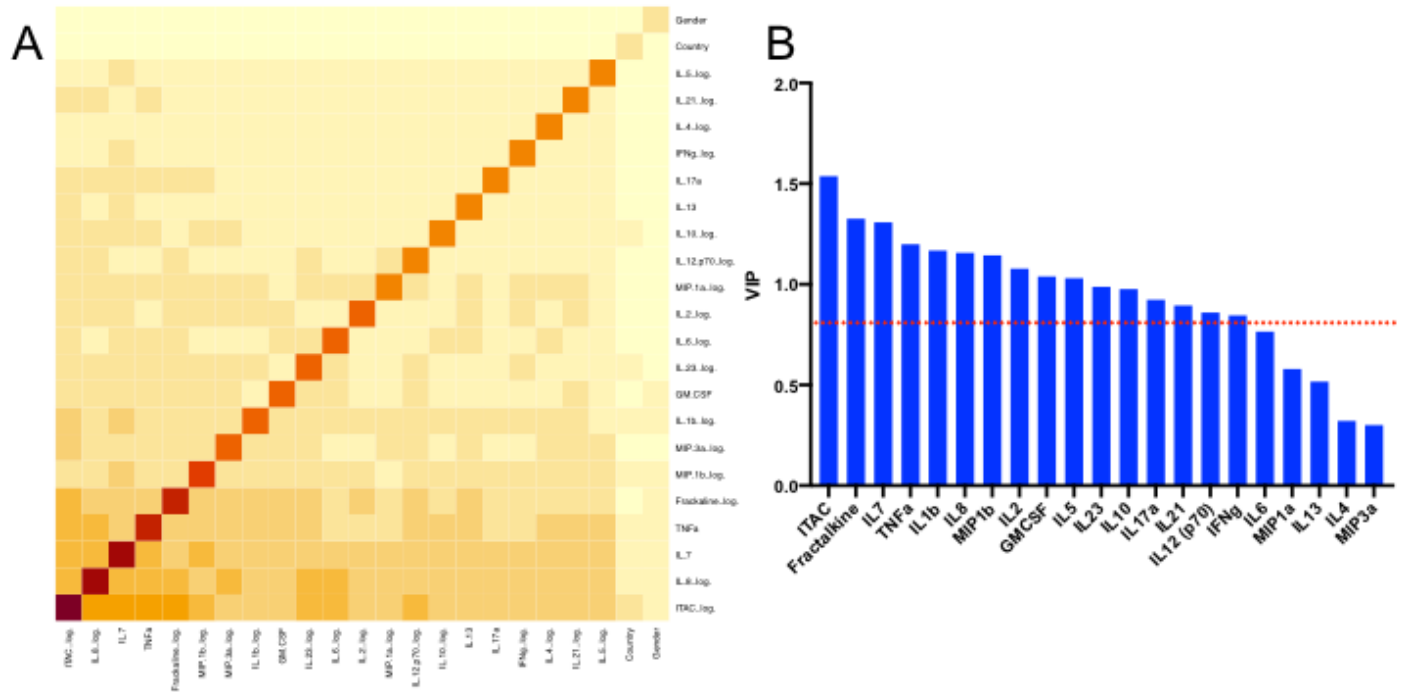 A
Gender
Country
IL.5..log.
IL.21..log.
IL.4..log.
IFNg..log.
IL.17a
IL.13
IL.10..log.
IL.12.p70..log.
MIP.1a..log.
IL.2..log.
IL.6..log.
IL.23..log.
GM.CSF
IL.1b..log.
MIP.3a..log.
MIP.1b..log.
Frackaline..log.
TNFa
IL.7
IL.8..log.
ITAC..log.
ITAC..log.
IL.8..log.
IL.7
TNFa
Frackaline..log.
MIP.1b..log.
MIP.3a..log.
IL.1b..log.
GM.CSF
IL.23..log.
IL.6..log.
IL.2..log.
MIP.1a..log.
IL.12.p70..log.
IL.10..log.
IL.13
IL.17a
IFNg..log.
IL.4..log.
IL.21..log.
IL.5..log.
Country
Gender
B
VIP
2.0
1.5
1.0
0.5
0.0
ITAC
Fractalkine
IL7
TNFa
IL1b
IL8
MIP1b
IL2
GMCSF
IL5
IL23
IL10
IL17a
IL21
IL12 (p70)
IFNg
IL6
MIP1a
IL13
IL4
MIP3a